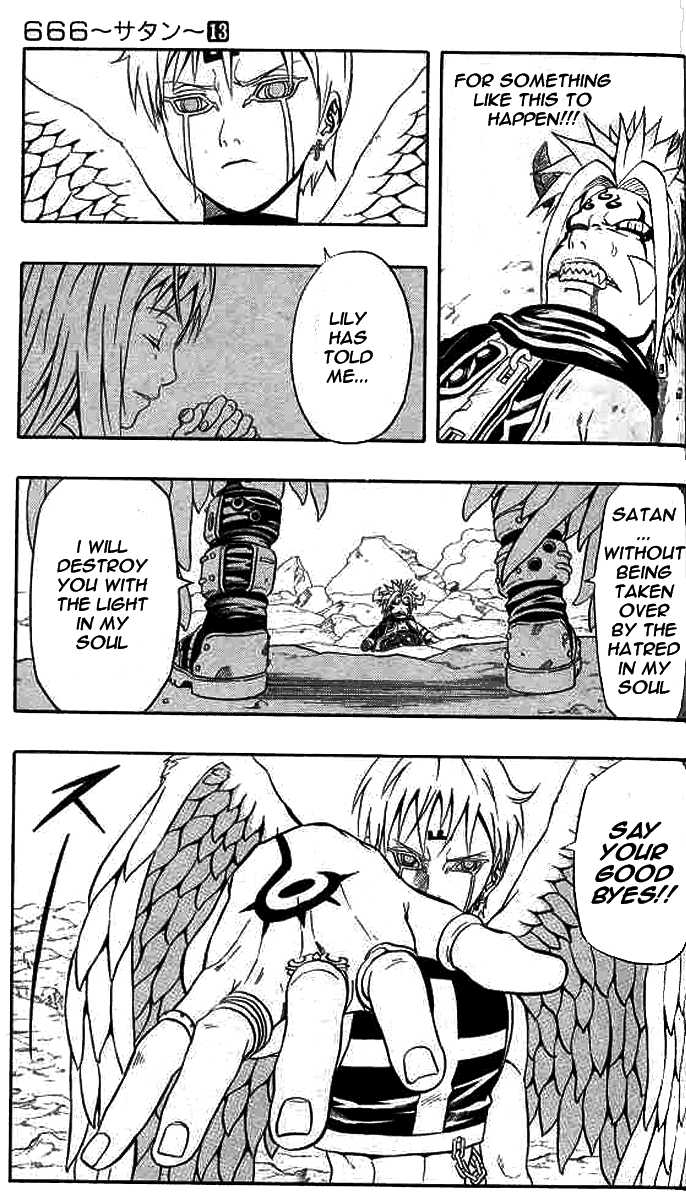 666~サタン~13
FOR SOMETHING
LIKE THIS TO
HAPPEN!!!
LILY
HAS
TOLD
ME...
SATAN
...
WITHOUT
BEING
TAKEN
OVER
BY THE
HATRED
IN MY
SOUL
I WILL
DESTROY
YOU WITH
THE LIGHT
IN MY
SOUL
SAY
YOUR
GOOD
BYES!!
ス